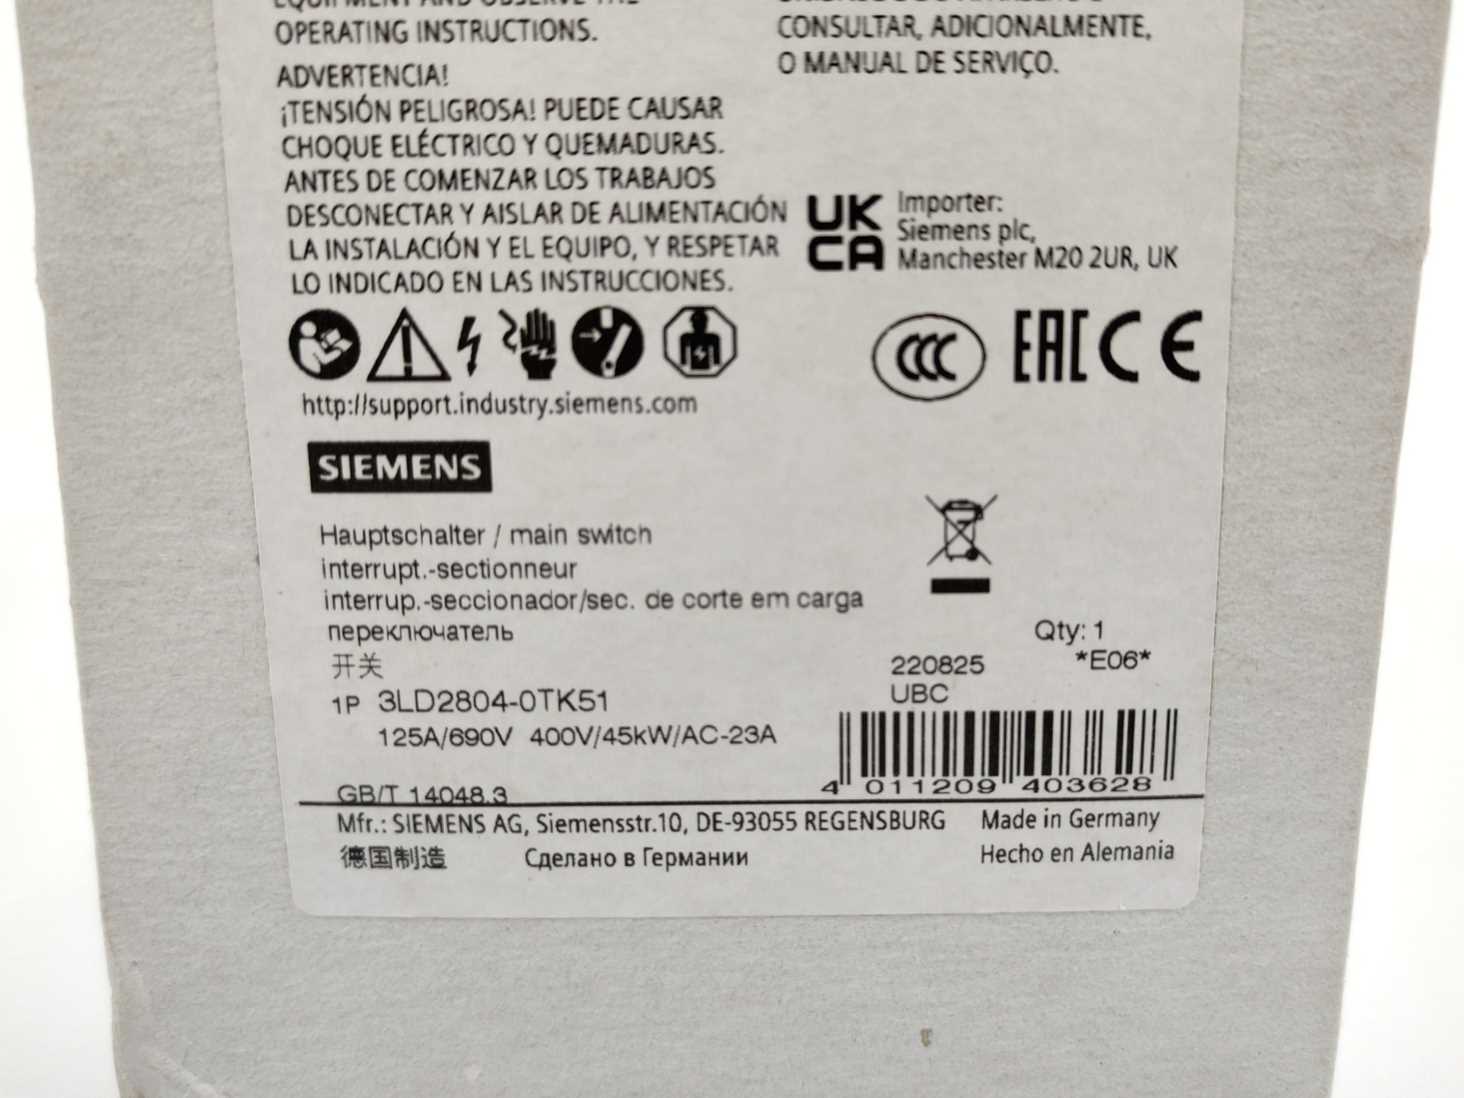 OPERATING INSTRUCTIONS.
ADVERTENCIA!
¡TENSIÓN PELIGROSA! PUEDE CAUSAR
CHOQUE ELÉCTRICO Y QUEMADURAS.
ANTES DE COMENZAR LOS TRABAJOS
DESCONECTAR Y AISLAR DE ALIMENTACIÓN
LA INSTALACIÓN Y EL EQUIPO, Y RESPETAR
LO INDICADO EN LAS INSTRUCCIONES.
CONSULTAR, ADICIONALMENTE,
O MANUAL DE SERVIÇO.
UK
CA
Importer:
Siemens plc,
Manchester M20 2UR, UK
CCC
EAC CE
http://support.industry.siemens.com
SIEMENS
Hauptschalter / main switch
interrupt.-sectionneur
interrup.-seccionador/sec. de corte em carga
переключатель
开关
1P 3LD2804-0TK51
125A/690V 400V/45kW/AC-23A
Qty: 1
220825 *E06*
UBC
4 011209 403628
GB/T 14048.3
Mfr.: SIEMENS AG, Siemensstr.10, DE-93055 REGENSBURG Made in Germany
德国制造 Сделано в Германии Hecho en Alemania